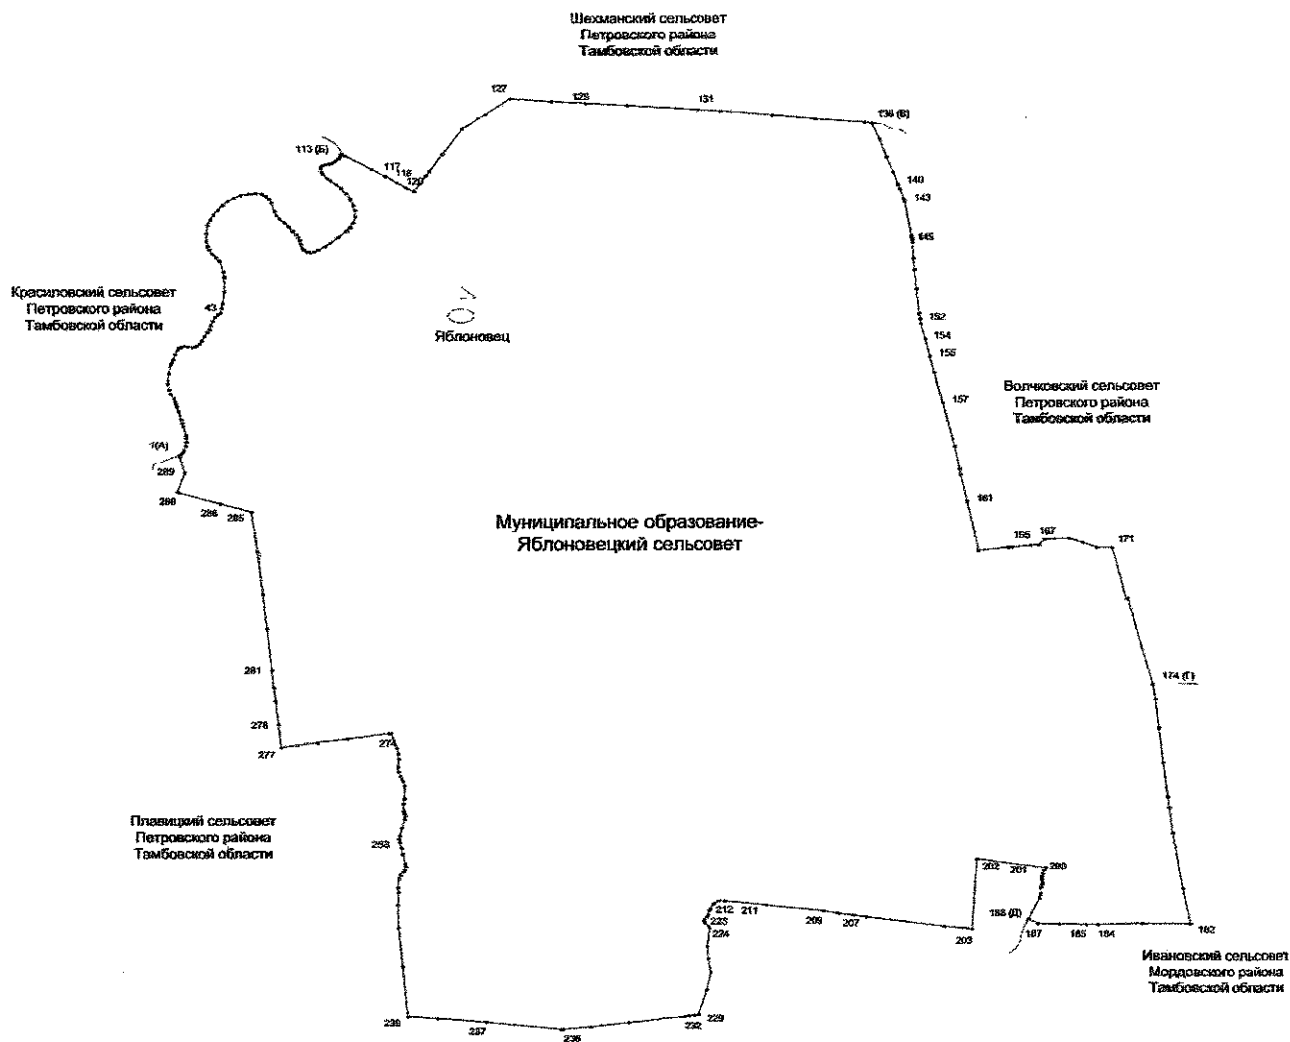 Шехманский сельсовет
Петровского района
Тамбовской области
127
128
131
136 (В)
113 (Б)
117
118
120
140
143
145
Красиловский сельсовет
Петровского района
Тамбовской области
43
Яблоновец
152
154
155
157
Волчковский сельсовет
Петровского района
Тамбовской области
1(А)
289
288
286
285
161
Муниципальное образование-
Яблоновецкий сельсовет
165
167
171
281
174 (Г)
278
277
274
Плавицкий сельсовет
Петровского района
Тамбовской области
253
202
201
200
212
211
209
207
223
224
203
188 (Д)
187
185
184
182
Ивановский сельсовет
Мордовского района
Тамбовской области
238
237
235
232
229